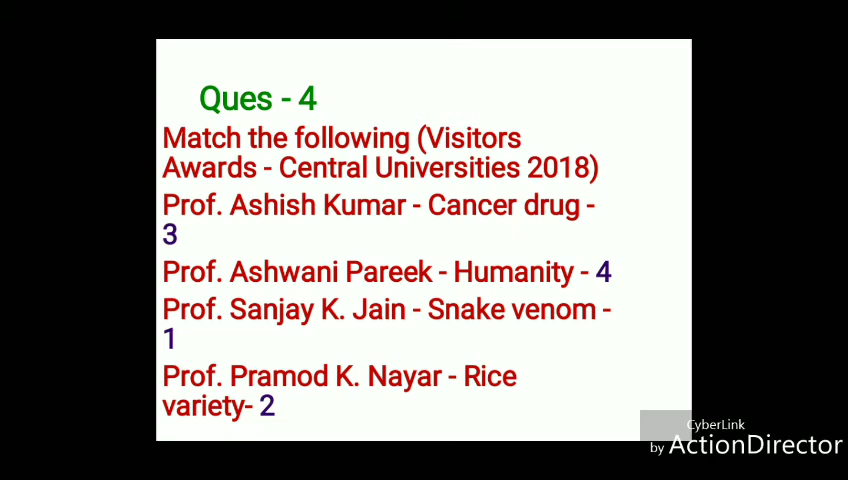 Ques - 4
Match the following (Visitors
Awards - Central Universities 2018)
Prof. Ashish Kumar - Cancer drug -
3
Prof. Ashwani Pareek - Humanity - 4
Prof. Sanjay K. Jain - Snake venom -
1
Prof. Pramod K. Nayar - Rice
variety- 2
CyberLink
by ActionDirector